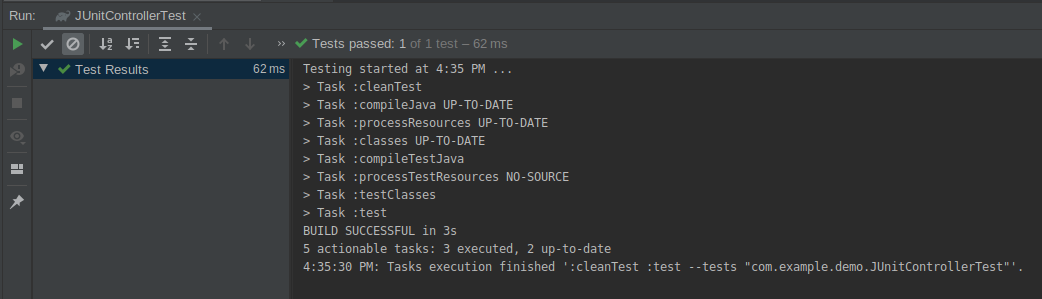 Run: JUnitControllerTest
Tests passed: 1 of 1 test – 62 ms
Test Results 62 ms
Testing started at 4:35 PM ...
> Task :cleanTest
> Task :compileJava UP-TO-DATE
> Task :processResources UP-TO-DATE
> Task :classes UP-TO-DATE
> Task :compileTestJava
> Task :processTestResources NO-SOURCE
> Task :testClasses
> Task :test
BUILD SUCCESSFUL in 3s
5 actionable tasks: 3 executed, 2 up-to-date
4:35:30 PM: Tasks execution finished ':cleanTest :test --tests "com.example.demo.JUnitControllerTest"'.